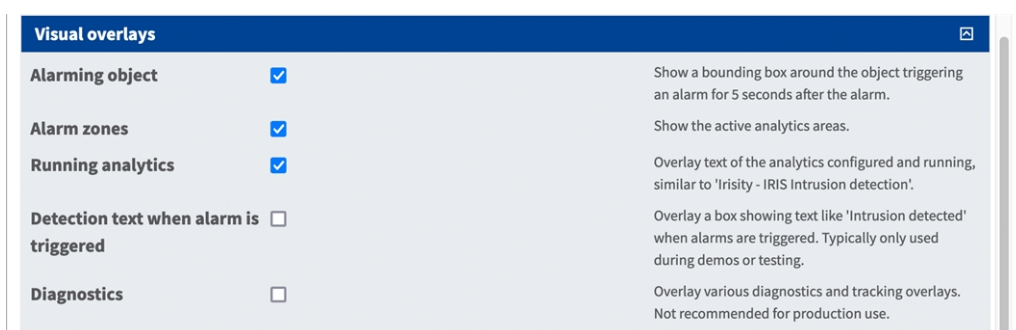 Visual overlays
Alarming object
Show a bounding box around the object triggering
an alarm for 5 seconds after the alarm.
Alarm zones
Show the active analytics areas.
Running analytics
Overlay text of the analytics configured and running,
similar to 'Irisity - IRIS Intrusion detection'.
Detection text when alarm is
triggered
Overlay a box showing text like 'Intrusion detected'
when alarms are triggered. Typically only used
during demos or testing.
Diagnostics
Overlay various diagnostics and tracking overlays.
Not recommended for production use.